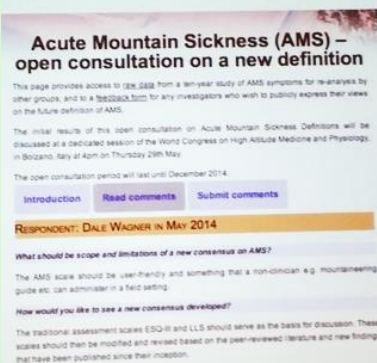 Acute Mountain Sickness (AMS) –
open consultation on a new definition
This page provides access to raw data from a ten-year study of AMS symptoms for re-analysis by
other groups, and to a feedback form for any investigators who wish to publicly express their views
on the future definition of AMS.
The initial results of this open consultation on Acute Mountain Sickness Definitions will be
discussed at a dedicated session of the World Congress on High Altitude Medicine and Physiology,
in Bolzano, Italy at 4pm on Thursday 29th May.
The open consultation period will last until December 2014.
Introduction
Read comments
Submit comments
Respondent: Dale Wagner in May 2014
What should be scope and limitations of a new consensus on AMS?
The AMS scale should be user-friendly and something that a non-clinician e.g. mountaineering
guide etc can administer in a field setting.
How would you like to see a new consensus developed?
The traditional assessment scales ESQ-III and LLS should serve as the basis for discussion. These
scales should then be modified and revised based on the peer-reviewed literature and new finding
that have been published since their inception.